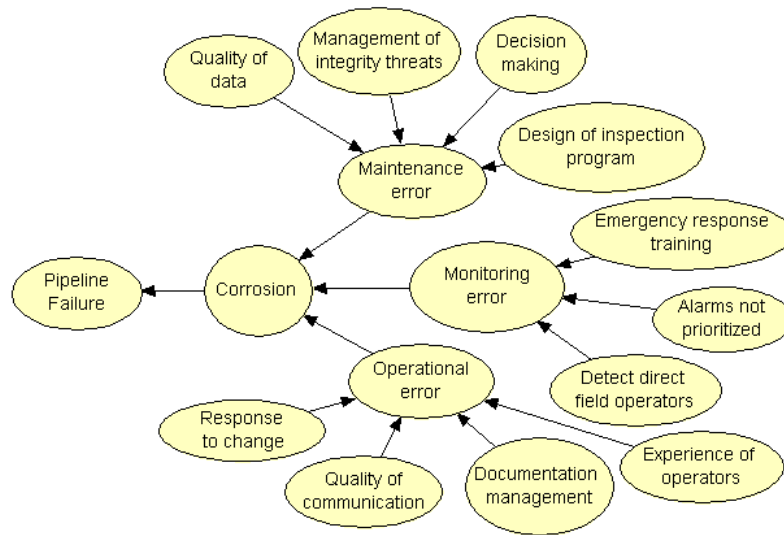 Quality of
data
Management of
integrity threats
Decision
making
Design of inspection
program
Maintenance
error
Emergency response
training
Pipeline
Failure
Corrosion
Monitoring
error
Alarms not
prioritized
Operational
error
Detect direct
field operators
Response
to change
Quality of
communication
Documentation
management
Experience of
operators